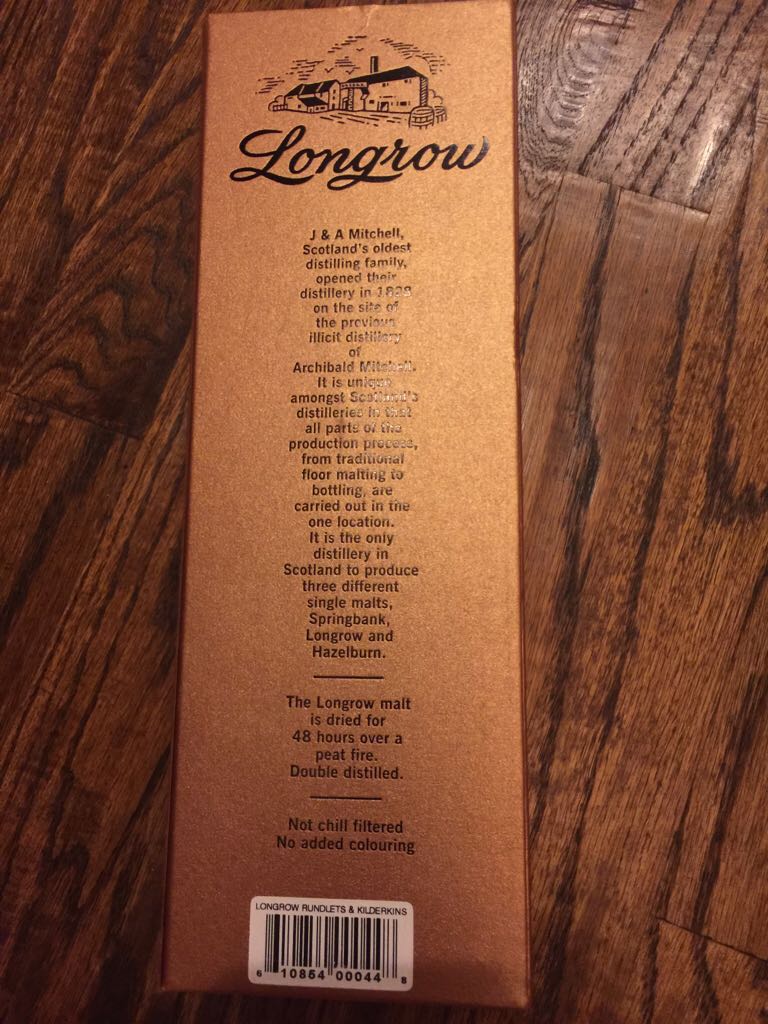 Longrow
J & A Mitchell,
Scotland's oldest
distilling family,
opened their
distillery in 1828
on the site of
the previous
illicit distillery
of
Archibald Mitchell.
It is unique
amongst Scotland's
distilleries in that
all parts of the
production process,
from traditional
floor malting to
bottling, are
carried out in the
one location.
It is the only
distillery in
Scotland to produce
three different
single malts,
Springbank,
Longrow and
Hazelburn.
The Longrow malt
is dried for
48 hours over a
peat fire.
Double distilled.
Not chill filtered
No added colouring
LONGROW RUNDLETS & KILDERKINS
6 10854 00044 8